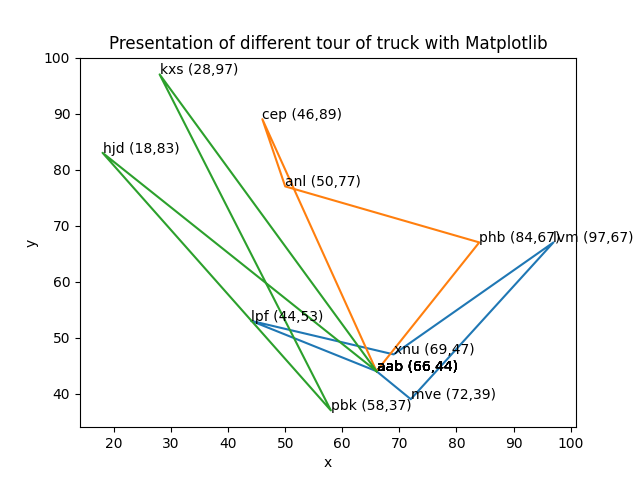 Presentation of different tour of truck with Matplotlib
100
kxs (28,97)
90
cep (46,89)
hjd (18,83)
80
anl (50,77)
70
phb (84,67)
(97,67)
60
lpf (44,53)
50
xnu (69,47)
aab (66,44)
40
mve (72,39)
pbk (58,37)
20 30 40 50 60 70 80 90 100
x
y